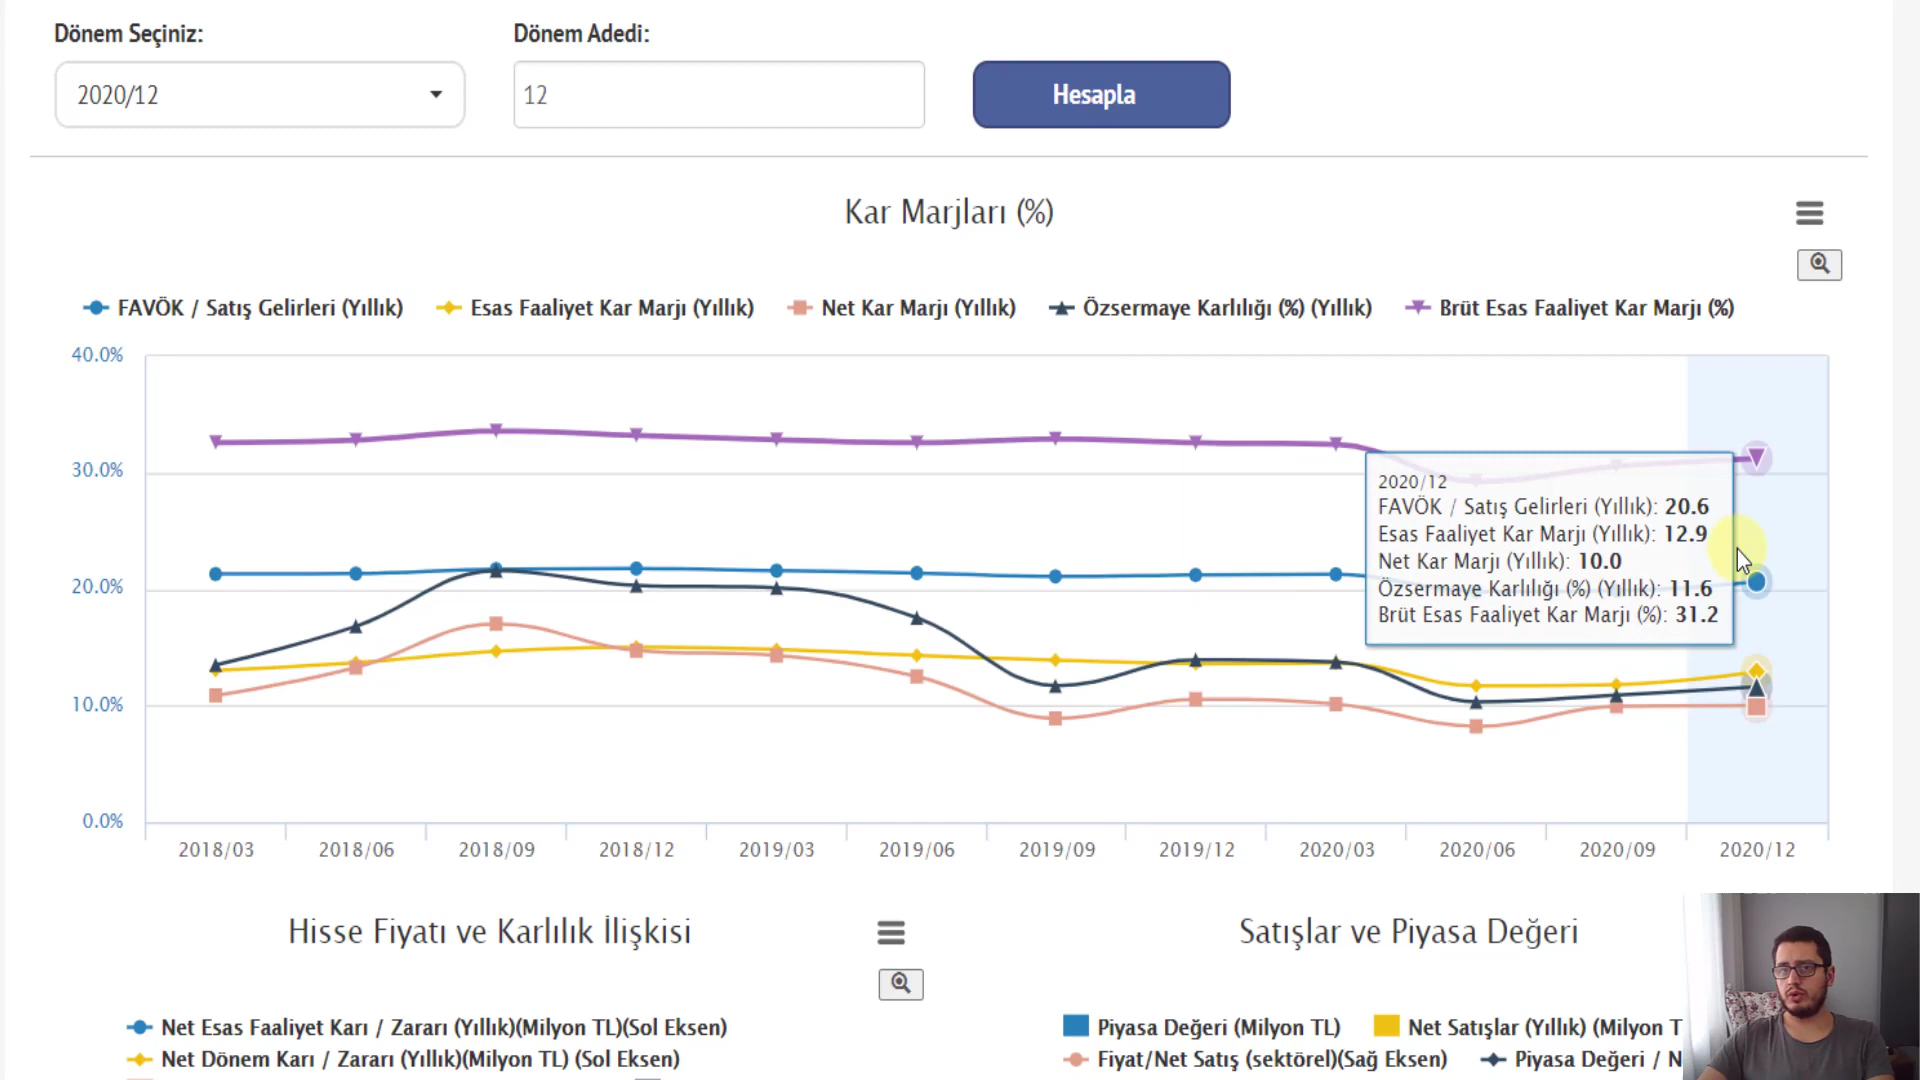 Dönem Seçiniz:
Dönem Adedi:
2020/12
12
Hesapla
Kar Marjları (%)
FAVÖK / Satış Gelirleri (Yıllık)
Esas Faaliyet Kar Marjı (Yıllık)
Net Kar Marjı (Yıllık)
Özsermaye Karlılığı (%) (Yıllık)
Brüt Esas Faaliyet Kar Marjı (%)
40.0%
30.0%
20.0%
10.0%
0.0%
2020/12
FAVÖK / Satış Gelirleri (Yıllık): 20.6
Esas Faaliyet Kar Marjı (Yıllık): 12.9
Net Kar Marjı (Yıllık): 10.0
Özsermaye Karlılığı (%) (Yıllık): 11.6
Brüt Esas Faaliyet Kar Marjı (%): 31.2
2018/03
2018/06
2018/09
2018/12
2019/03
2019/06
2019/09
2019/12
2020/03
2020/06
2020/09
2020/12
Hisse Fiyatı ve Karlılık İlişkisi
Net Esas Faaliyet Karı / Zararı (Yıllık)(Milyon TL)(Sol Eksen)
Net Dönem Karı / Zararı (Yıllık)(Milyon TL) (Sol Eksen)
Satışlar ve Piyasa Değeri
Piyasa Değeri (Milyon TL)
Net Satışlar (Yıllık) (Milyon T
Fiyat/Net Satış (sektörel)(Sağ Eksen)
Piyasa Değeri / N